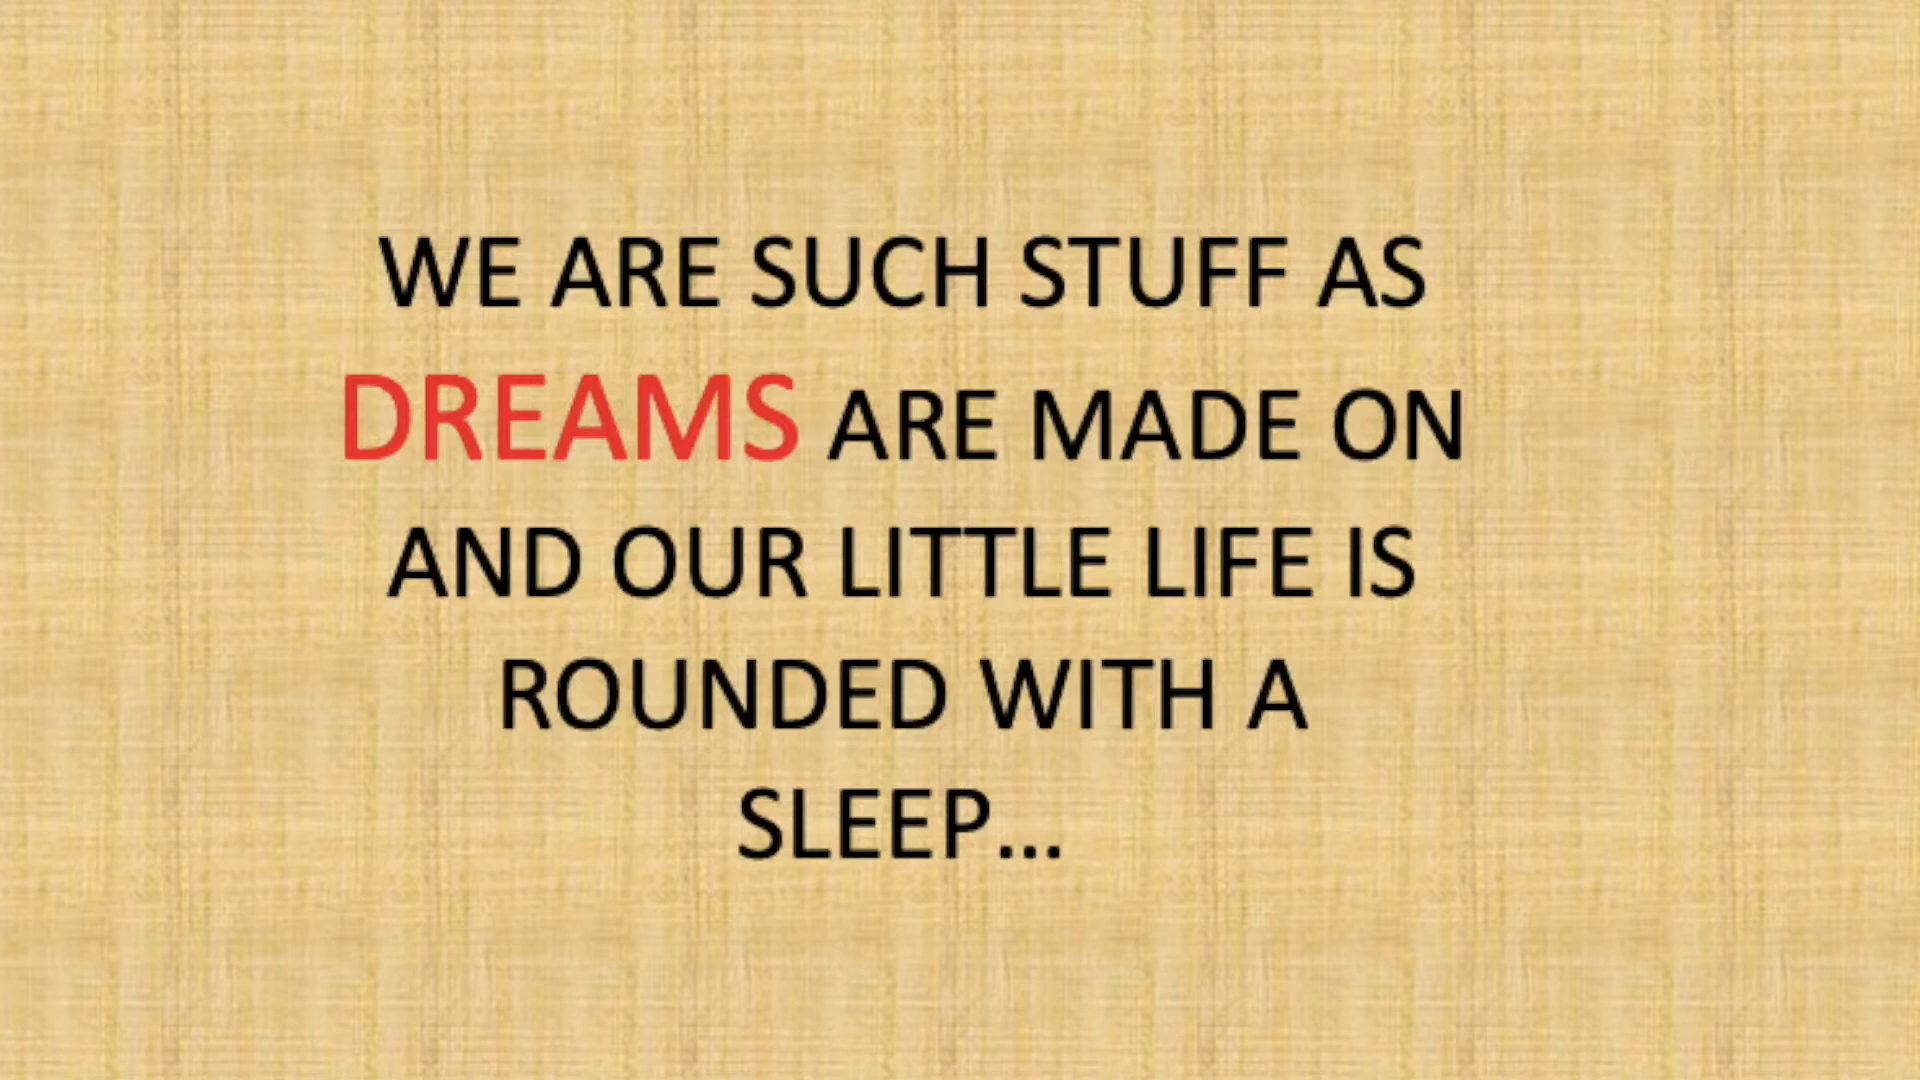 WE ARE SUCH STUFF AS
DREAMS ARE MADE ON
AND OUR LITTLE LIFE IS
ROUNDED WITH A
SLEEP...